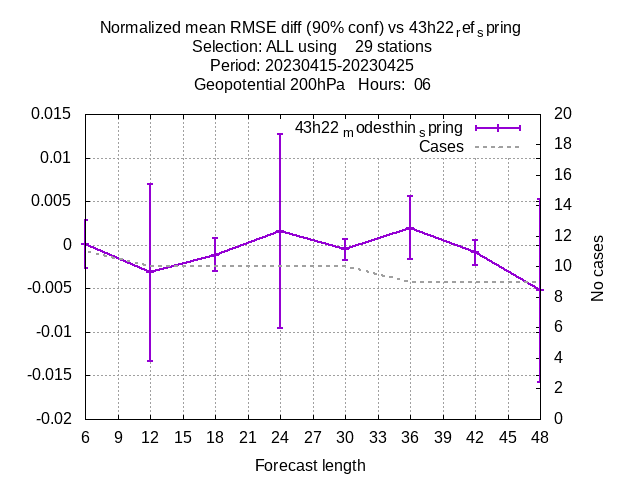 Normalized mean RMSE diff (90% conf) vs 43h22refspring
Selection: ALL using 29 stations
Period: 20230415-20230425
Geopotential 200hPa Hours: 06
43h22modesthinspring
Cases
0.015
0.01
0.005
0
-0.005
-0.01
-0.015
-0.02
20
18
16
14
12
10
8
6
4
2
0
No cases
6 9 12 15 18 21 24 27 30 33 36 39 42 45 48
Forecast length